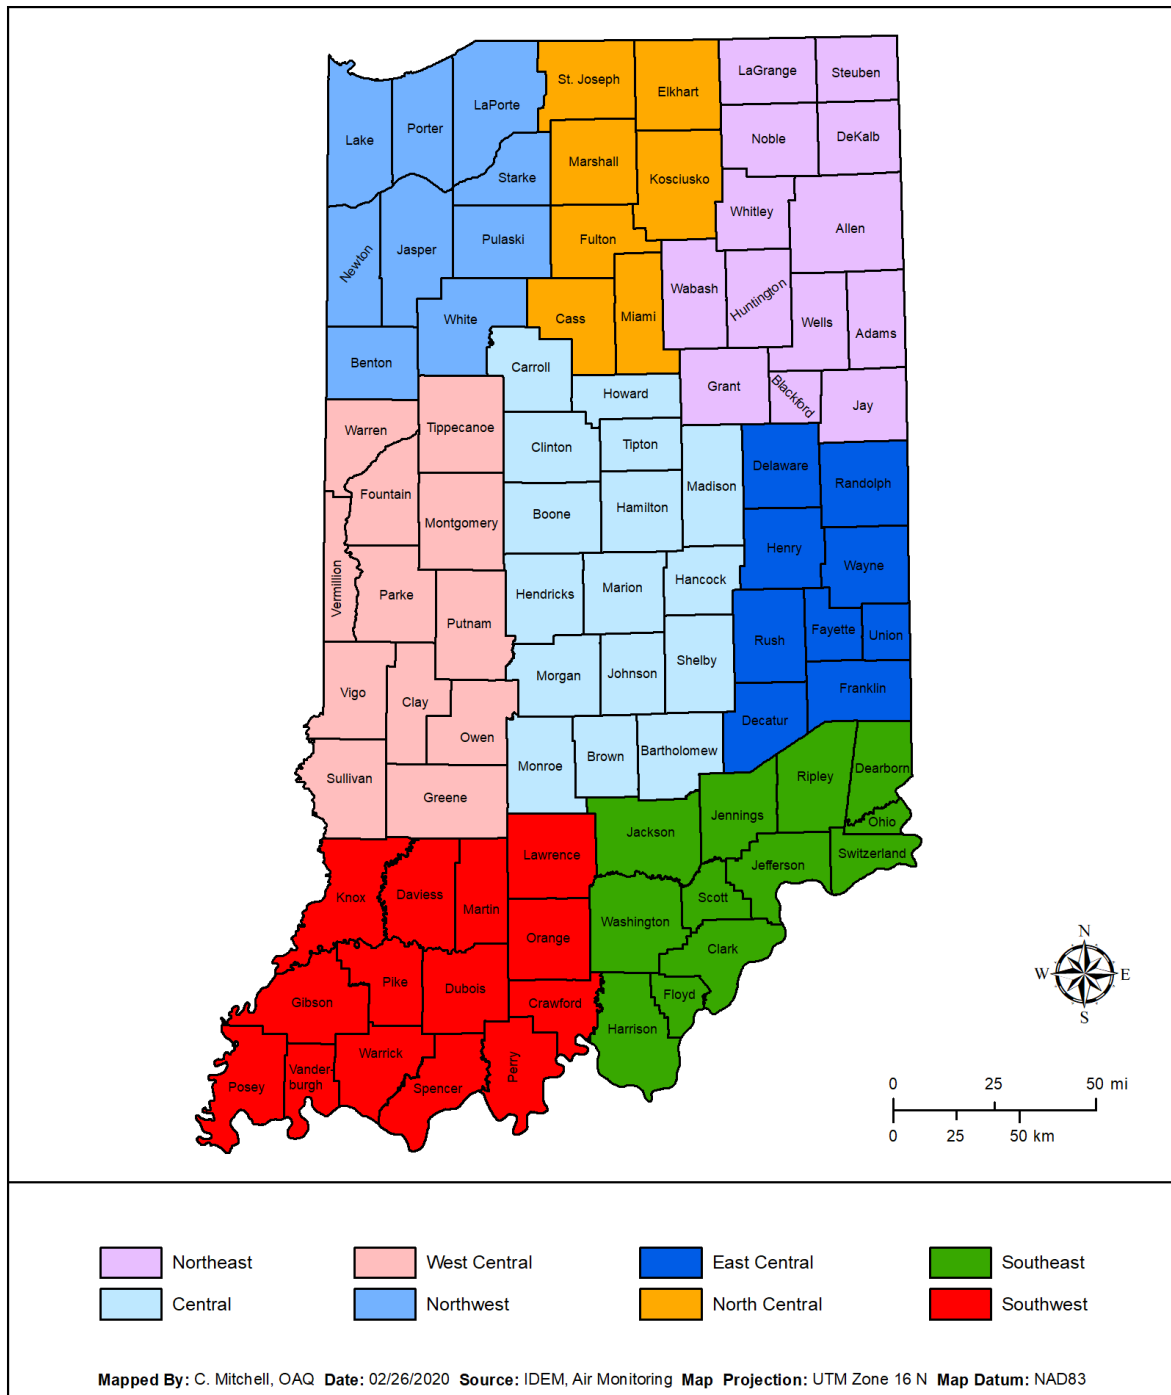 St. Joseph
Elkhart
LaGrange
Steuben
LaPorte
Lake
Porter
Noble
DeKalb
Marshall
Kosciusko
Starke
Whitley
Allen
Newton
Jasper
Pulaski
Fulton
Wabash
Huntington
White
Cass
Miami
Wells
Adams
Benton
Carroll
Howard
Grant
Blackford
Jay
Warren
Tippecanoe
Clinton
Tipton
Madison
Delaware
Randolph
Fountain
Montgomery
Boone
Hamilton
Henry
Wayne
Vermillion
Parke
Putnam
Hendricks
Marion
Hancock
Rush
Fayette
Union
Vigo
Clay
Owen
Morgan
Johnson
Shelby
Franklin
Decatur
Sullivan
Greene
Monroe
Brown
Bartholomew
Ripley
Dearborn
Jennings
Ohio
Jackson
Jefferson
Switzerland
Lawrence
Knox
Daviess
Martin
Scott
Washington
Orange
Clark
Gibson
Pike
Dubois
Crawford
Floyd
Harrison
Posey
Vander-
burgh
Warrick
Spencer
Perry
N
W
E
S
0 25 50 mi
0 25 50 km
Northeast
West Central
East Central
Southeast
Central
Northwest
North Central
Southwest
Mapped By: C. Mitchell, OAQ Date: 02/26/2020 Source: IDEM, Air Monitoring Map Projection: UTM Zone 16 N Map Datum: NAD83